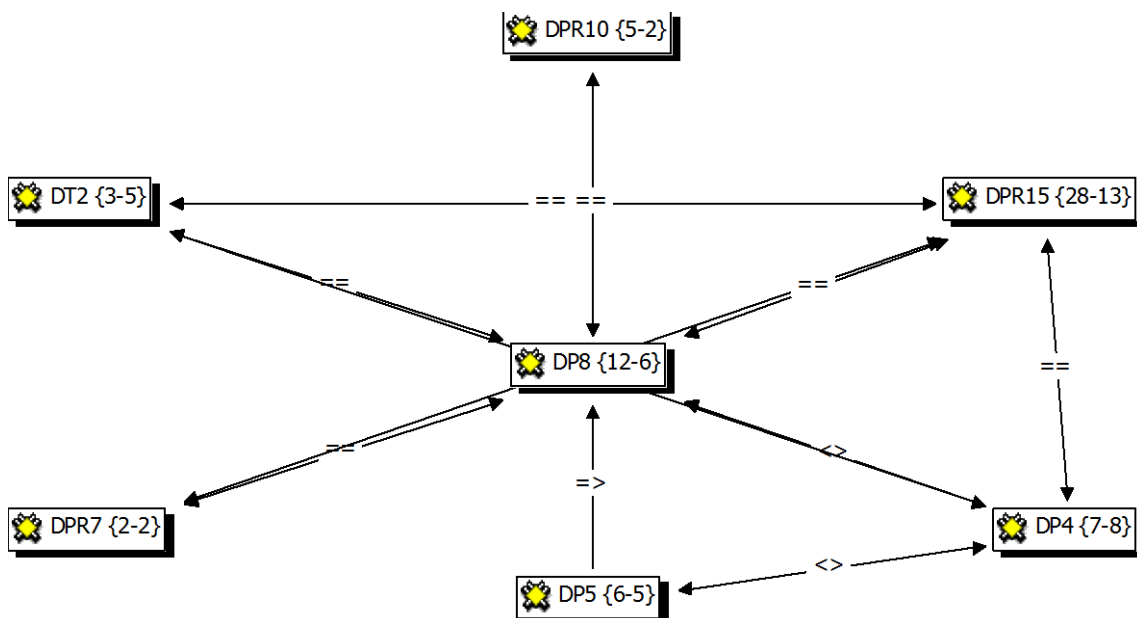 DPR10 {5-2}
DT2 {3-5}
== ==
DPR15 {28-13}
==
==
DP8 {12-6}
==
==
<>
=>
DPR7 {2-2}
DP4 {7-8}
<>
DP5 {6-5}